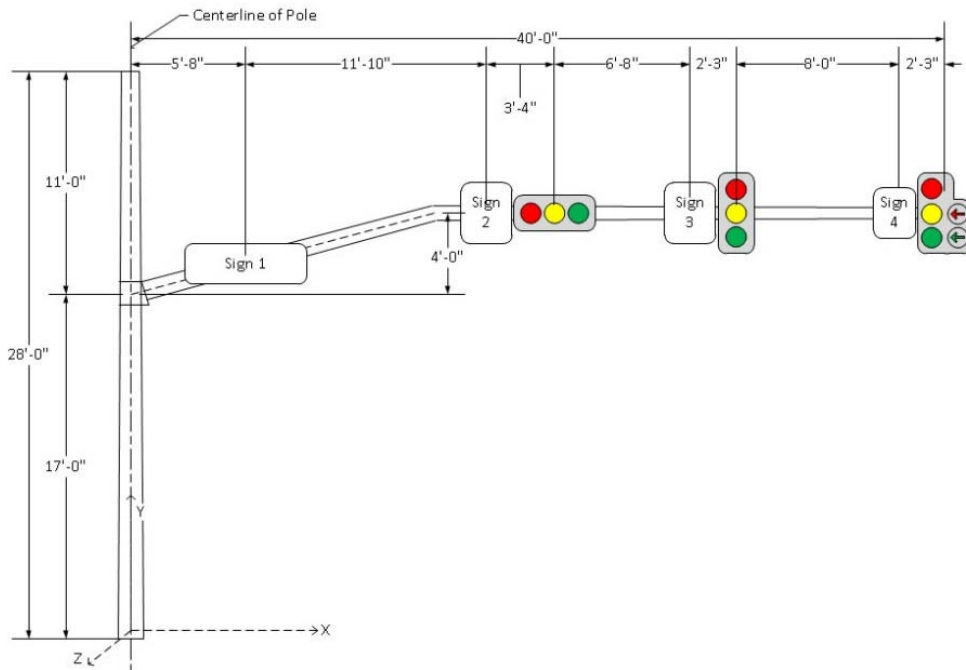 Centerline of Pole
40'-0"
5'-8"
11'-10"
6'-8"
2'-3"
8'-0"
2'-3"
3'-4"
11'-0"
Sign
2
Sign
3
Sign
4
Sign 1
4'-0"
28'-0"
17'-0"
Y
X
Z